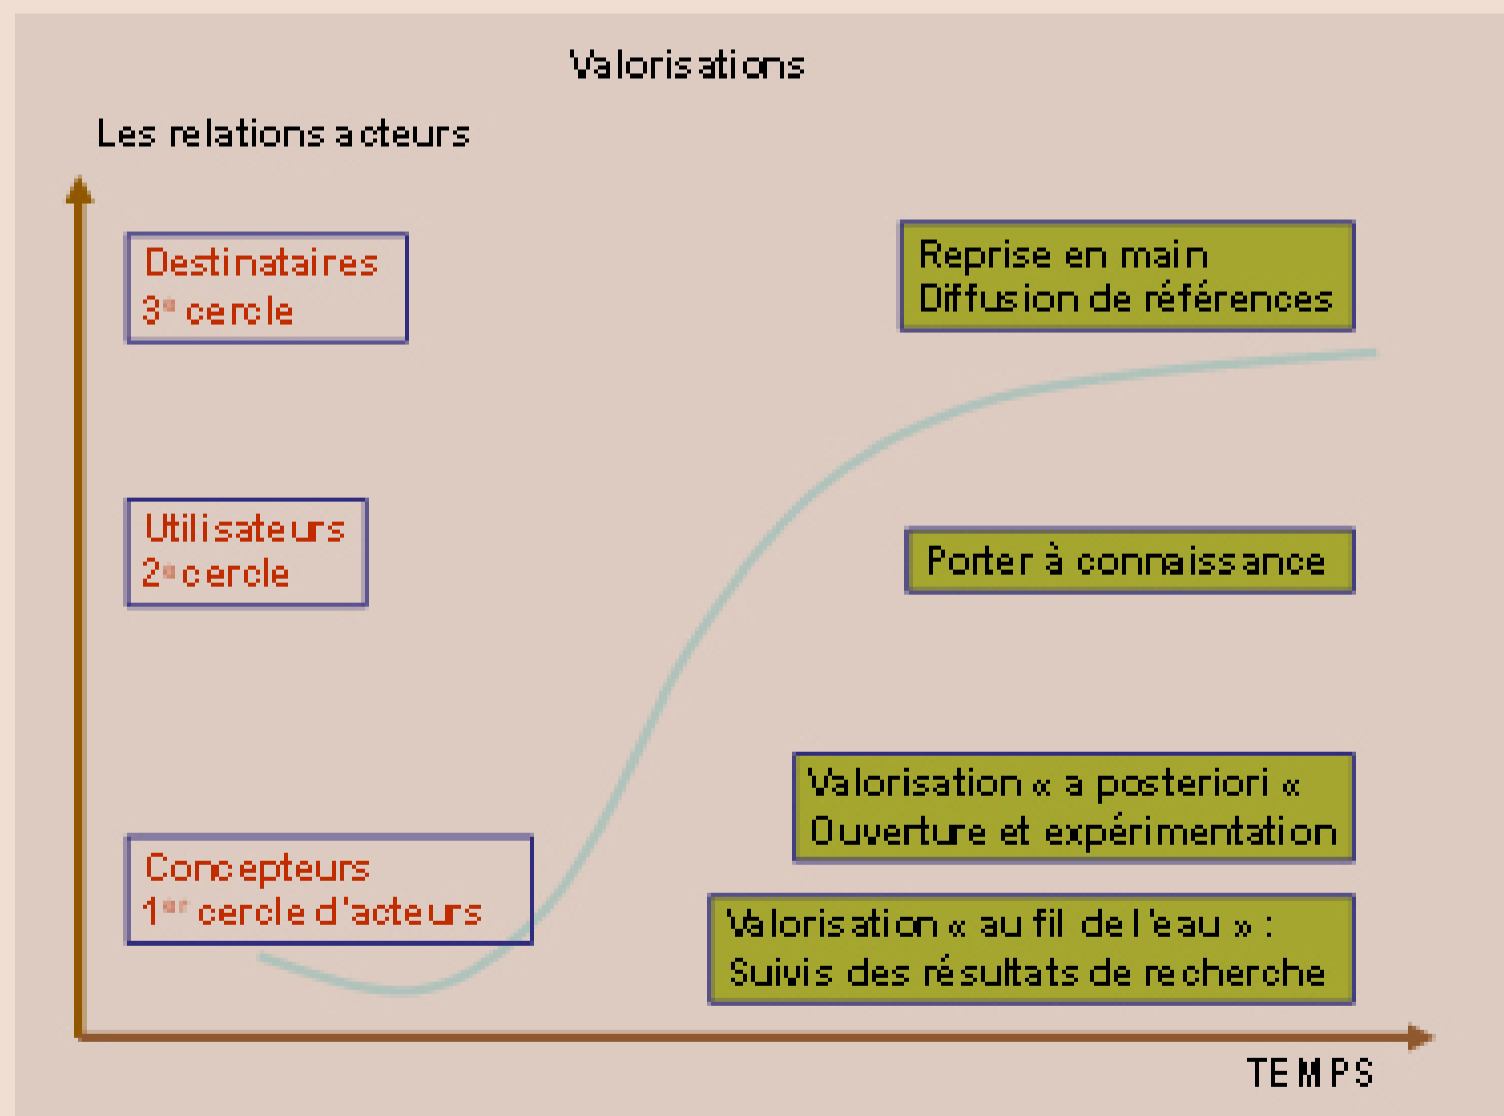 Valorisations
Les relations acteurs
Destinataires
3e cercle
Reprise en main
Diffusion de références
Utilisateurs
2e cercle
Porter à connaissance
Valorisation « a posteriori «
Ouverture et expérimentation
Concepteurs
1er cercle d'acteurs
Valorisation « au fil de l'eau » :
Suivis des résultats de recherche
TEMPS